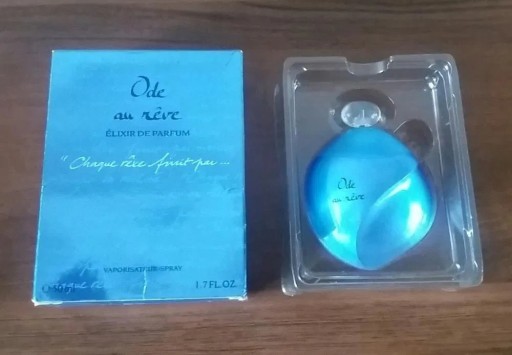 Ode
au rêve
ÉLIXIR DE PARFUM
"Chaque rêve finit par...
VAPORISATEUR-SPRAY
1.7 FL.OZ
Ode
au rêve